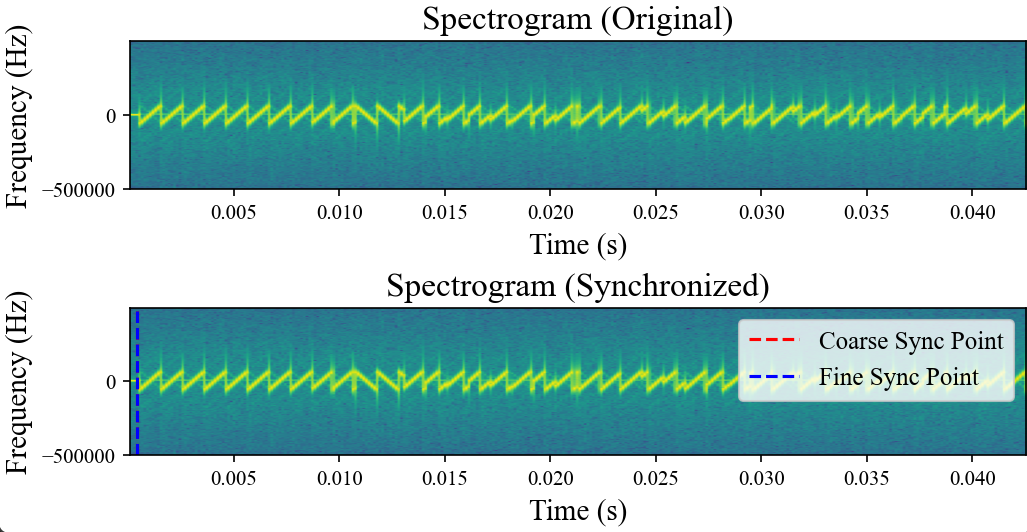 Spectrogram (Original)
Frequency (Hz)
0
−500000
0.005 0.010 0.015 0.020 0.025 0.030 0.035 0.040
Time (s)
Spectrogram (Synchronized)
Frequency (Hz)
Coarse Sync Point
Fine Sync Point
0
−500000
0.005 0.010 0.015 0.020 0.025 0.030 0.035 0.040
Time (s)